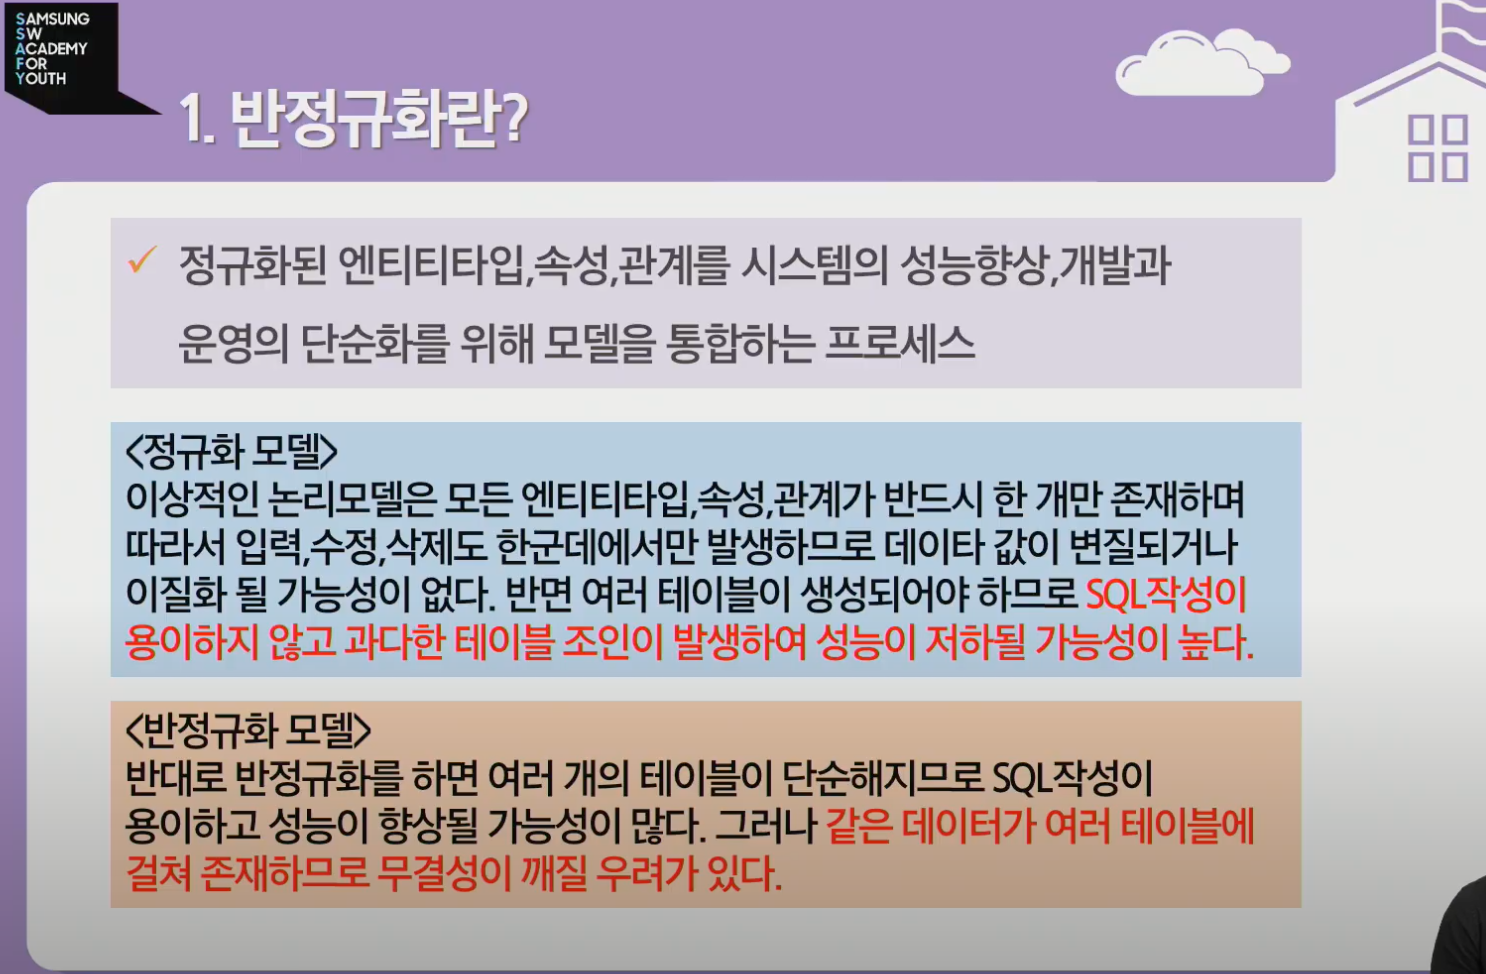 SAMSUNG
SW
ACADEMY
FOR
YOUTH
1. 반정규화란?
✓ 정규화된 엔티티타입,속성,관계를 시스템의 성능향상,개발과
운영의 단순화를 위해 모델을 통합하는 프로세스
<정규화 모델>
이상적인 논리모델은 모든 엔티티타입,속성,관계가 반드시 한 개만 존재하며
따라서 입력,수정,삭제도 한군데에서만 발생하므로 데이타 값이 변질되거나
이질화 될 가능성이 없다. 반면 여러 테이블이 생성되어야 하므로 SQL작성이
용이하지 않고 과다한 테이블 조인이 발생하여 성능이 저하될 가능성이 높다.
<반정규화 모델>
반대로 반정규화를 하면 여러 개의 테이블이 단순해지므로 SQL작성이
용이하고 성능이 향상될 가능성이 많다. 그러나 같은 데이터가 여러 테이블에
걸쳐 존재하므로 무결성이 깨질 우려가 있다.